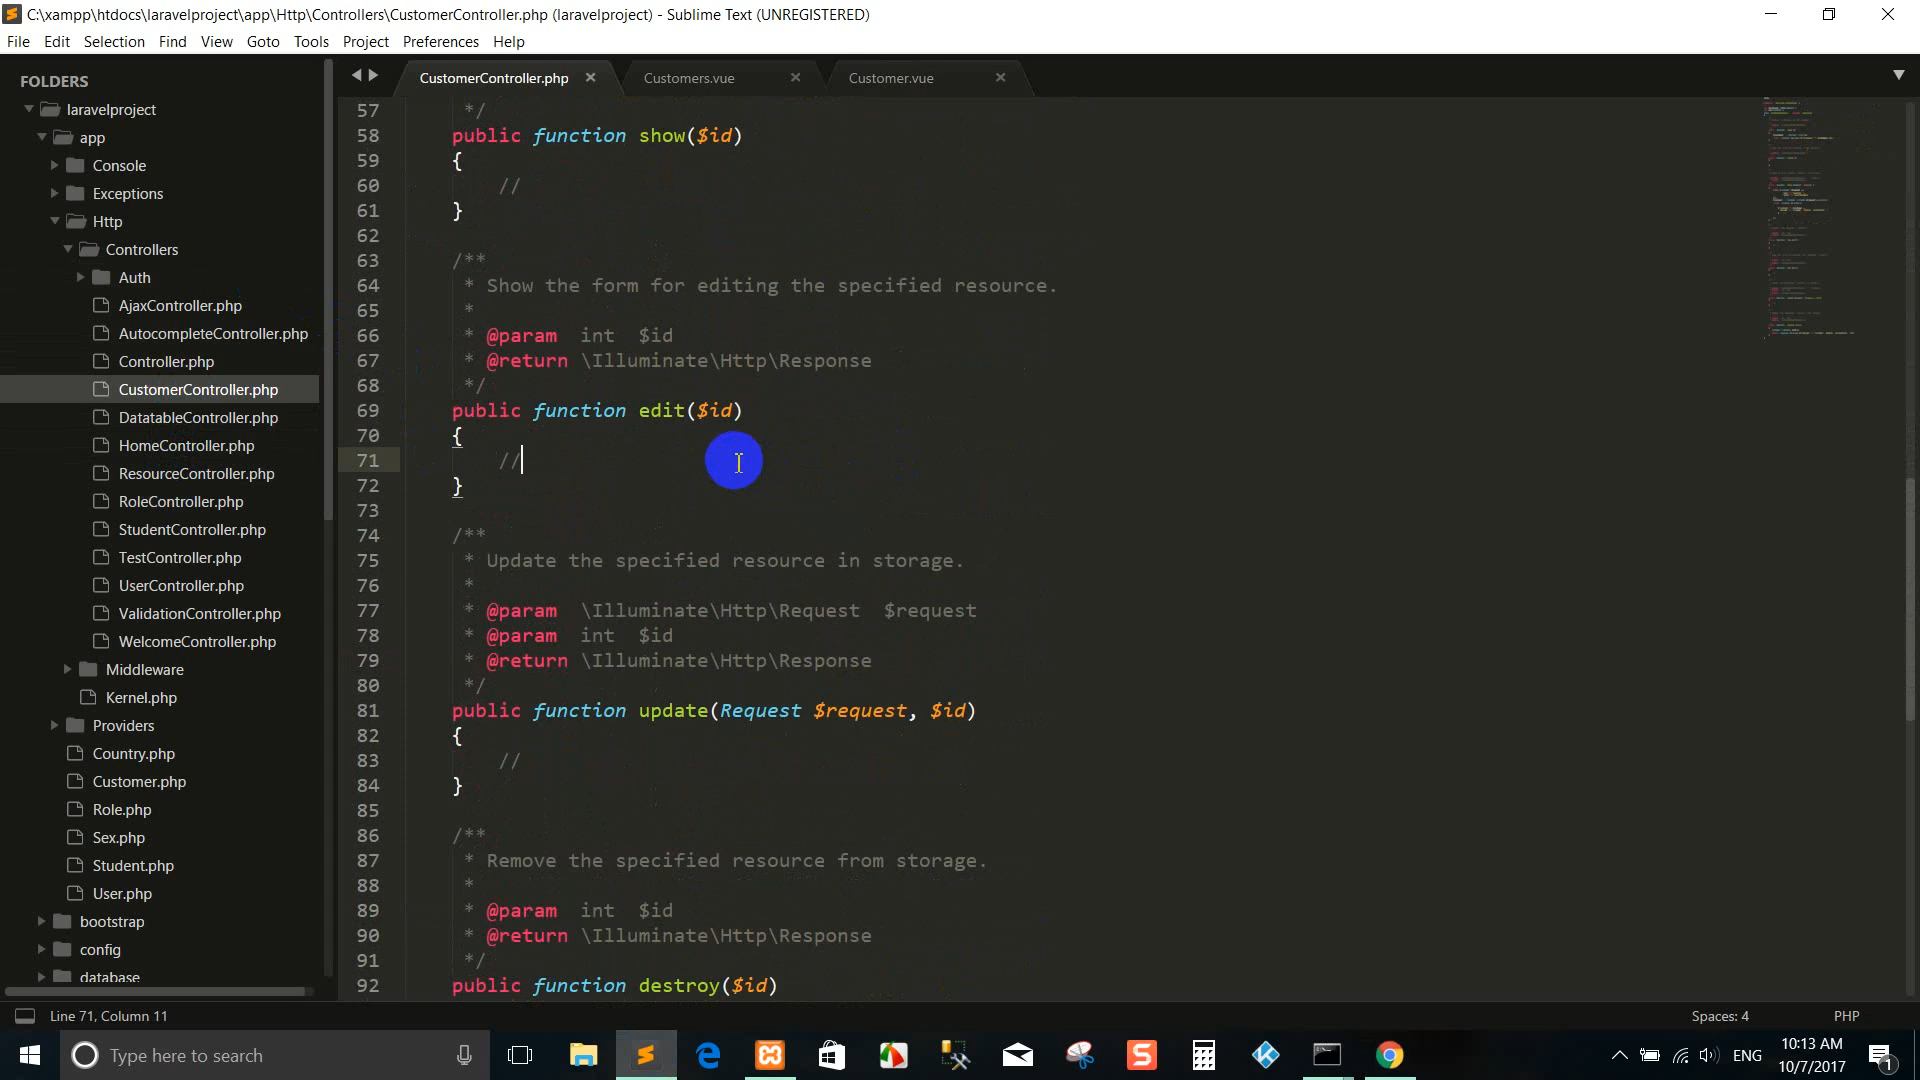 C:\xampp\htdocs\laravelproject\app\Http\Controllers\CustomerController.php (laravelproject) - Sublime Text (UNREGISTERED)
File Edit Selection Find View Goto Tools Project Preferences Help
FOLDERS
laravelproject
app
Console
Exceptions
Http
Controllers
Auth
AjaxController.php
AutocompleteController.php
Controller.php
CustomerController.php
DatatableController.php
HomeController.php
ResourceController.php
RoleController.php
StudentController.php
TestController.php
UserController.php
ValidationController.php
WelcomeController.php
Middleware
Kernel.php
Providers
Country.php
Customer.php
Role.php
Sex.php
Student.php
User.php
bootstrap
config
database
CustomerController.php Customers.vue Customer.vue
57 */
58 public function show($id)
59 {
60 //
61 }
62
63 /**
64 * Show the form for editing the specified resource.
65 *
66 * @param int $id
67 * @return \Illuminate\Http\Response
68 */
69 public function edit($id)
70 {
71 //
72 }
73
74 /**
75 * Update the specified resource in storage.
76 *
77 * @param \Illuminate\Http\Request $request
78 * @param int $id
79 * @return \Illuminate\Http\Response
80 */
81 public function update(Request $request, $id)
82 {
83 //
84 }
85
86 /**
87 * Remove the specified resource from storage.
88 *
89 * @param int $id
90 * @return \Illuminate\Http\Response
91 */
92 public function destroy($id)
Line 71, Column 11 Spaces: 4 PHP
Type here to search
ENG
10:13 AM
10/7/2017
1